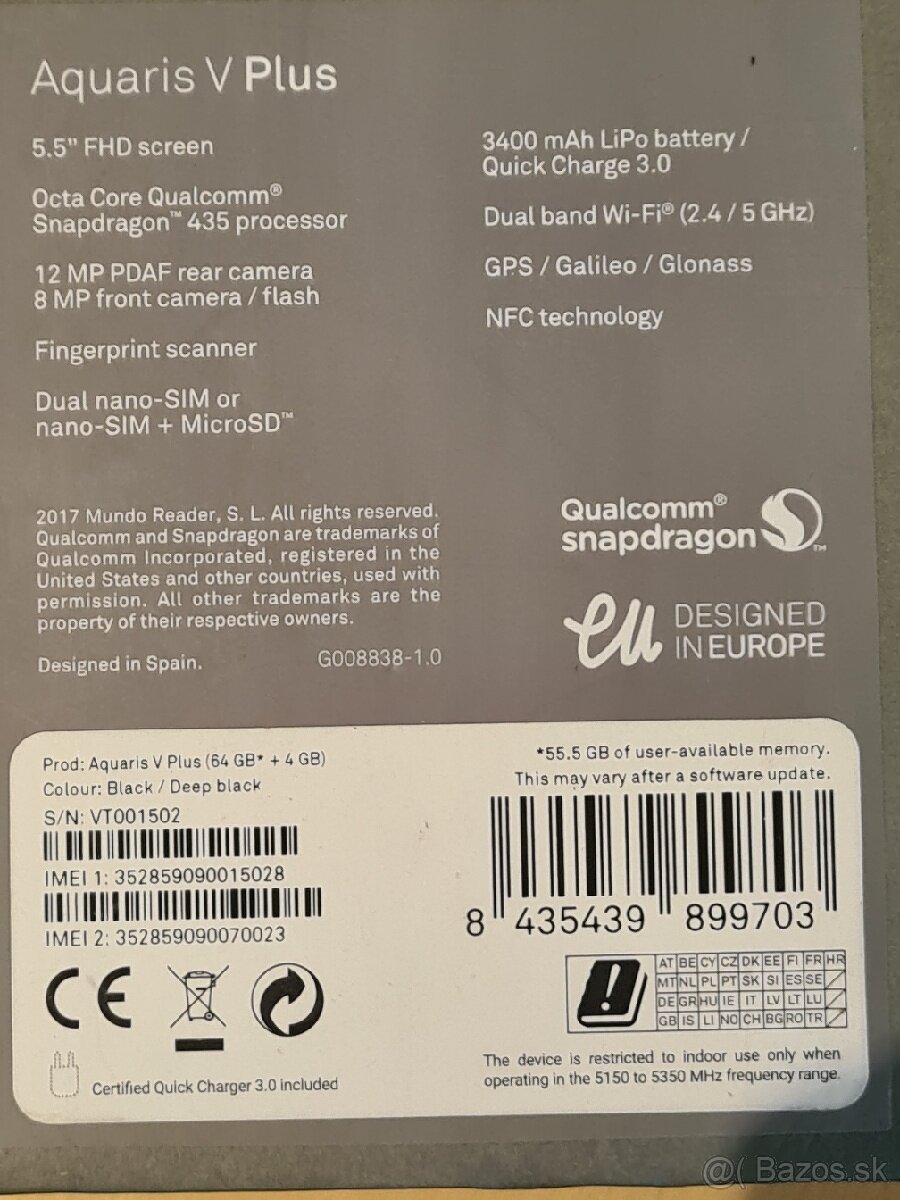 Aquaris V Plus
5.5" FHD screen
Octa Core Qualcomm®
Snapdragon™ 435 processor
12 MP PDAF rear camera
8 MP front camera / flash
Fingerprint scanner
Dual nano-SIM or
nano-SIM + MicroSD™
3400 mAh LiPo battery /
Quick Charge 3.0
Dual band Wi-Fi® (2.4 / 5 GHz)
GPS / Galileo / Glonass
NFC technology
2017 Mundo Reader, S. L. All rights reserved.
Qualcomm and Snapdragon are trademarks of
Qualcomm Incorporated, registered in the
United States and other countries, used with
permission. All other trademarks are the
property of their respective owners.
Designed in Spain.
G008838-1.0
Qualcomm®
snapdragon™
eu DESIGNED
IN EUROPE
Prod: Aquaris V Plus (64 GB* + 4 GB)
Colour: Black / Deep black
S/N: VT001502
IMEI 1: 352859090015028
IMEI 2: 352859090070023
CE
Certified Quick Charger 3.0 included
*55.5 GB of user-available memory.
This may vary after a software update.
8 435439 899703
AT BE CY CZ DK EE FI FR HR
MT NL PL PT SK SI ES SE
DE GR HU IE IT LV LT LU
GB IS LI NO CH BG RO TR
The device is restricted to indoor use only when
operating in the 5150 to 5350 MHz frequency range.
@( Bazos.sk